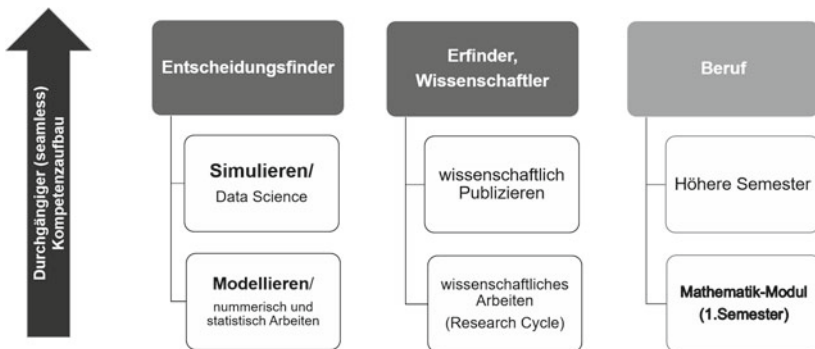 Durchgängiger (seamless)
Kompetenzaufbau
Entscheidungsfinder
Simulieren/
Data Science
Modellieren/
nummerisch und
statistisch Arbeiten
Erfinder,
Wissenschaftler
wissenschaftlich
Publizieren
wissenschaftliches
Arbeiten
(Research Cycle)
Beruf
Höhere Semester
Mathematik-Modul
(1.Semester)